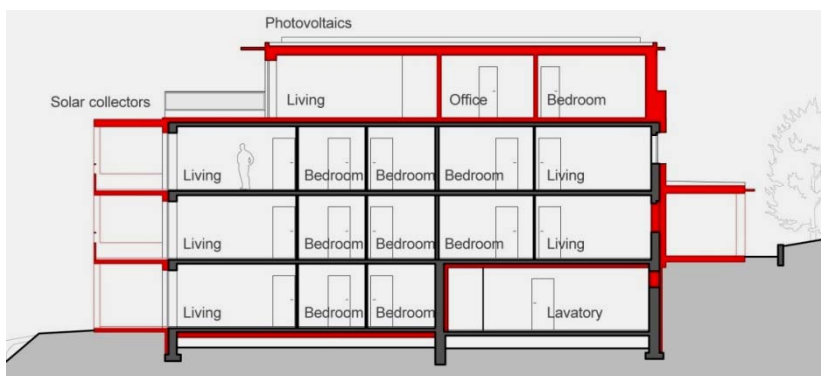 Photovoltaics
Solar collectors
Living Office Bedroom
Living Bedroom Bedroom Bedroom Living
Living Bedroom Bedroom Bedroom Living
Living Bedroom Bedroom Lavatory